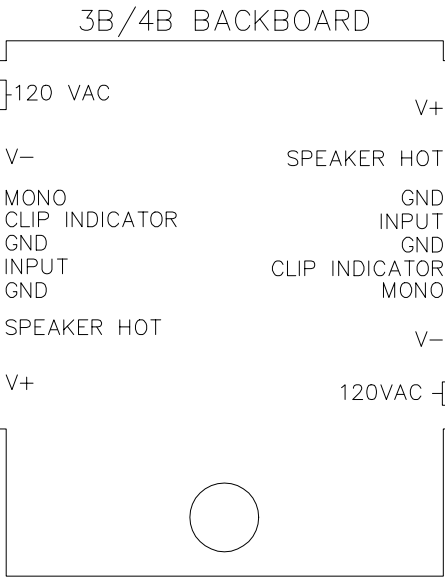 3B/4B BACKBOARD
120 VAC
V+
V−
SPEAKER HOT
MONO
CLIP INDICATOR
GND
INPUT
GND
GND
INPUT
GND
CLIP INDICATOR
MONO
SPEAKER HOT
V−
V+
120VAC